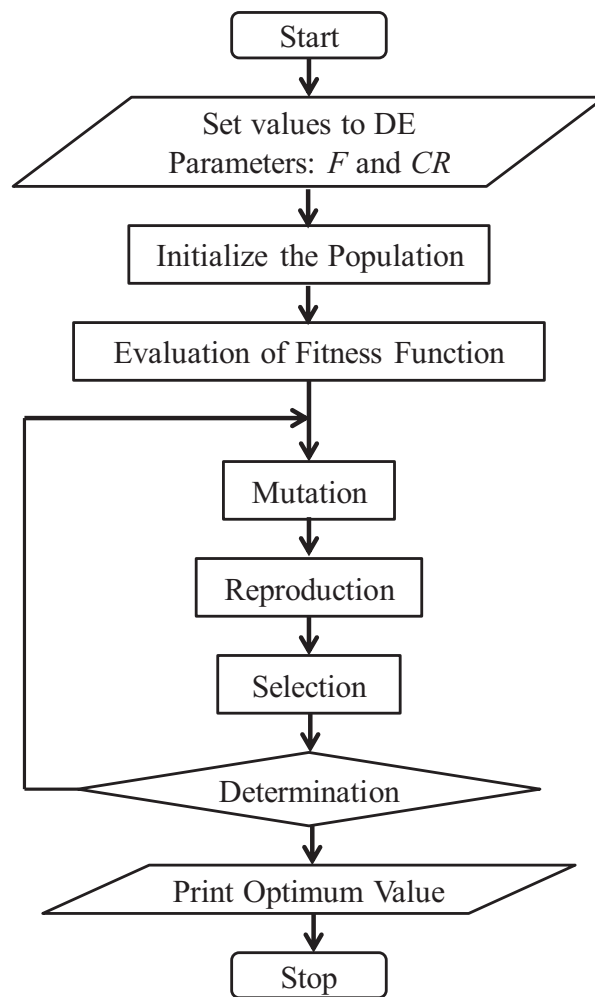 Start
Set values to DE
Parameters: F and CR
Initialize the Population
Evaluation of Fitness Function
Mutation
Reproduction
Selection
Determination
Print Optimum Value
Stop